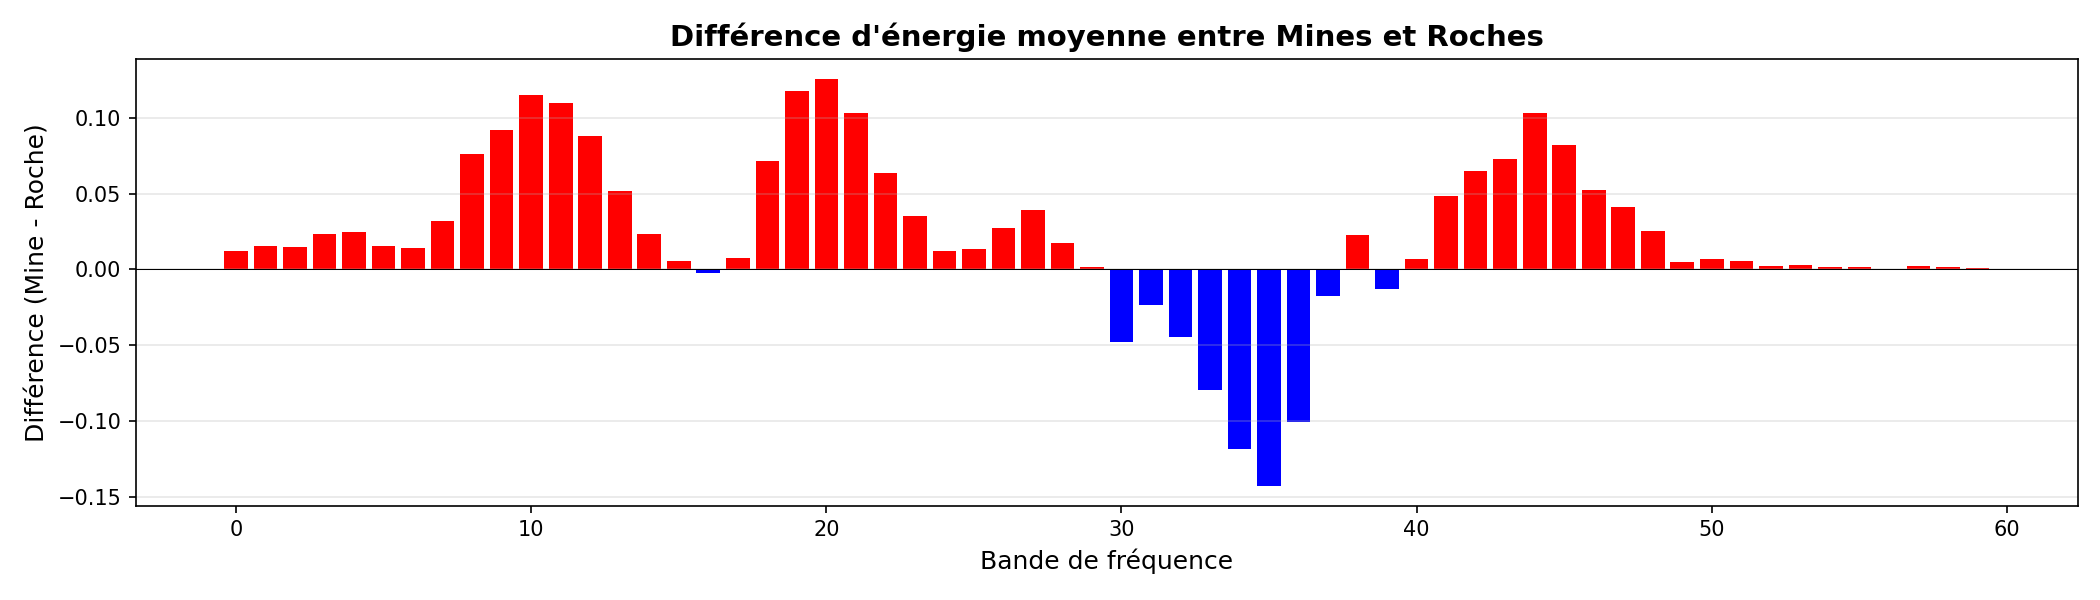 Différence d'énergie moyenne entre Mines et Roches
Différence (Mine - Roche)
0.10
0.05
0.00
−0.05
−0.10
−0.15
0 10 20 30 40 50 60
Bande de fréquence